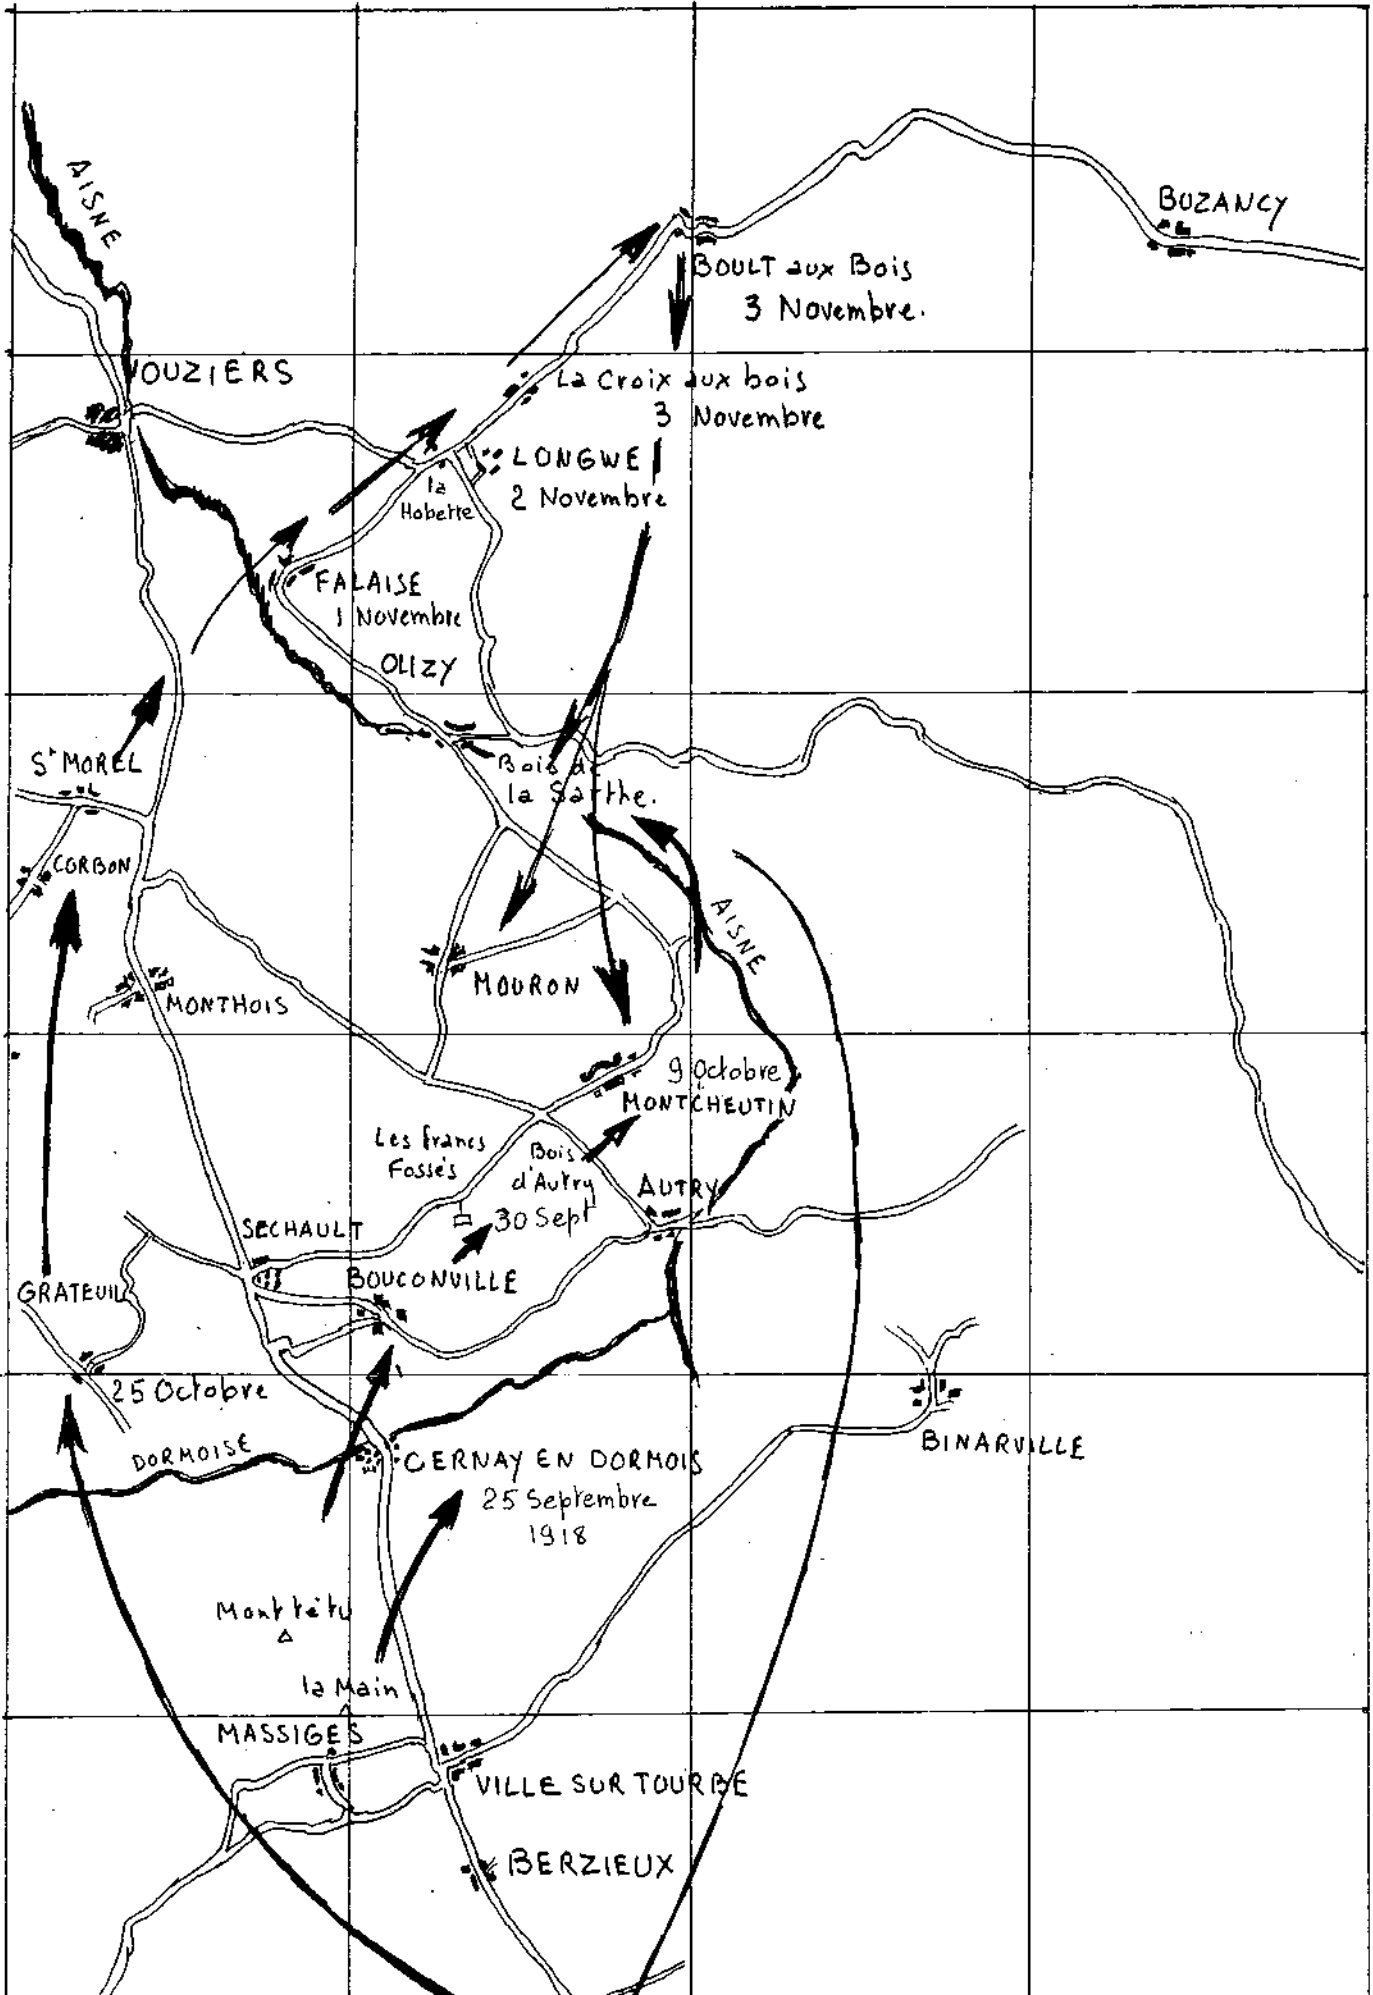 AISNE
BUZANCY
BOULT aux Bois
3 Novembre.
VOUZIERS
La Croix aux bois
3 Novembre
LONGWE
2 Novembre
la
Hobette
FALAISE
1 Novembre
OLIZY
St MOREL
Bois de
la Sarthe.
CORBON
AISNE
MOURON
MONTHOIS
9 Octobre
MONTCHEUTIN
Les francs
Fossés
Bois
d'Autry
30 Sept
AUTRY
SECHAULT
BOUCONVILLE
GRATEUIL
25 Octobre
BINARVILLE
DORMOISE
CERNAY EN DORMOIS
25 Septembre
1918
Mont têtu
la Main
MASSIGES
VILLE SUR TOURBE
BERZIEUX